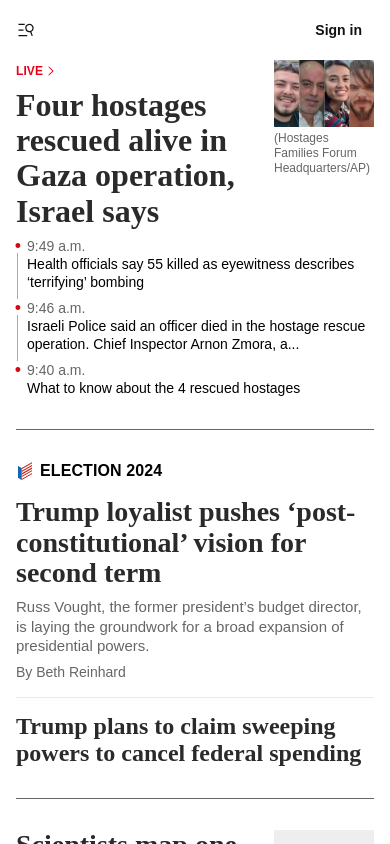 Sign in
LIVE
Four hostages
rescued alive in
Gaza operation,
Israel says
(Hostages
Families Forum
Headquarters/AP)
9:49 a.m.
Health officials say 55 killed as eyewitness describes
‘terrifying’ bombing
9:46 a.m.
Israeli Police said an officer died in the hostage rescue
operation. Chief Inspector Arnon Zmora, a...
9:40 a.m.
What to know about the 4 rescued hostages
ELECTION 2024
Trump loyalist pushes ‘post-
constitutional’ vision for
second term
Russ Vought, the former president’s budget director,
is laying the groundwork for a broad expansion of
presidential powers.
By Beth Reinhard
Trump plans to claim sweeping
powers to cancel federal spending
Scientists map one